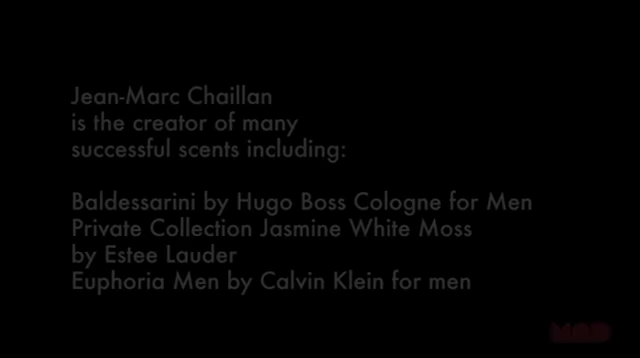 Jean-Marc Chaillan
is the creator of many
successful scents including:
Baldessarini by Hugo Boss Cologne for Men
Private Collection Jasmine White Moss
by Estee Lauder
Euphoria Men by Calvin Klein for men